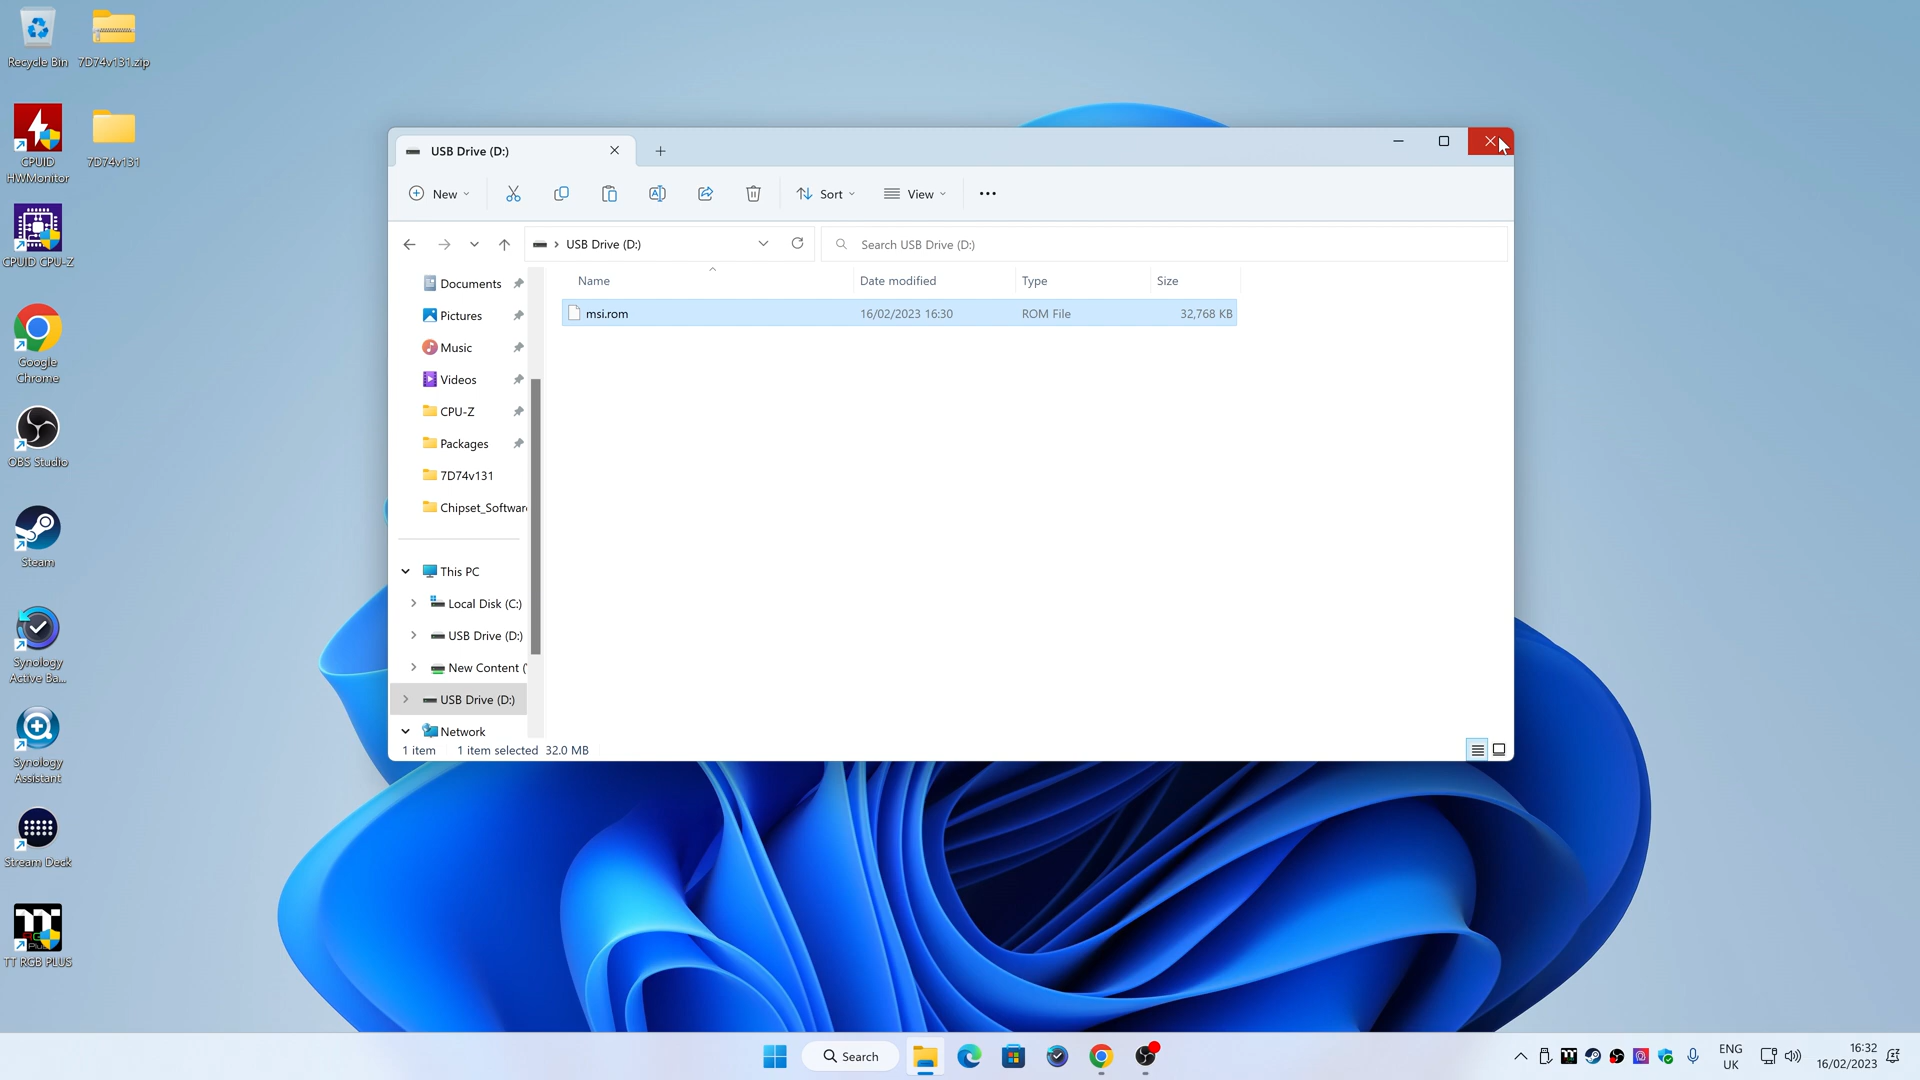 Recycle Bin
7D74v131.zip
CPUID
HWMonitor
7D74v131
CPUID CPU-Z
Google
Chrome
OBS Studio
Steam
Synology
Active Ba...
Synology
Assistant
Stream Deck
TT RGB PLUS
USB Drive (D:)
New
Sort
View
USB Drive (D:)
Search USB Drive (D:)
Name
Date modified
Type
Size
msi.rom
16/02/2023 16:30
ROM File
32,768 KB
Documents
Pictures
Music
Videos
CPU-Z
Packages
7D74v131
Chipset_Softwar
This PC
Local Disk (C:)
USB Drive (D:)
New Content (
USB Drive (D:)
Network
1 item
1 item selected 32.0 MB
Search
ENG
UK
16:32
16/02/2023